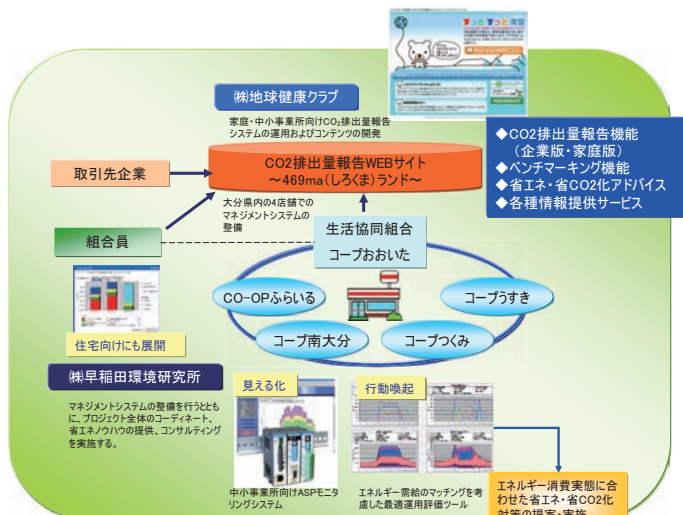 ずっとずっと青空
㈱地球健康クラブ
家庭・中小事業所向けCO₂排出量報告
システムの運用およびコンテンツの開発
◆CO2排出量報告機能
（企業版・家庭版）
◆ベンチマーキング機能
◆省エネ・省CO2化アドバイス
◆各種情報提供サービス
取引先企業
CO2排出量報告WEBサイト
～469ma（しろくま）ランド～
大分県内の4店舗での
マネジメントシステムの
整備
組合員
生活協同組合
コープおおいた
CO-OPふらいる
コープうすき
コープ南大分
コープつくみ
住宅向けにも展開
㈱早稲田環境研究所
マネジメントシステムの整備を行うととも
に、プロジェクト全体のコーディネート、
省エネノウハウの提供、コンサルティング
を実施する。
見える化
行動喚起
中小事業所向けASPモニタ
リングシステム
エネルギー需給のマッチングを考
慮した最適運用評価ツール
エネルギー消費実態に合
わせた省エネ・省CO2化
対策の提案・実施